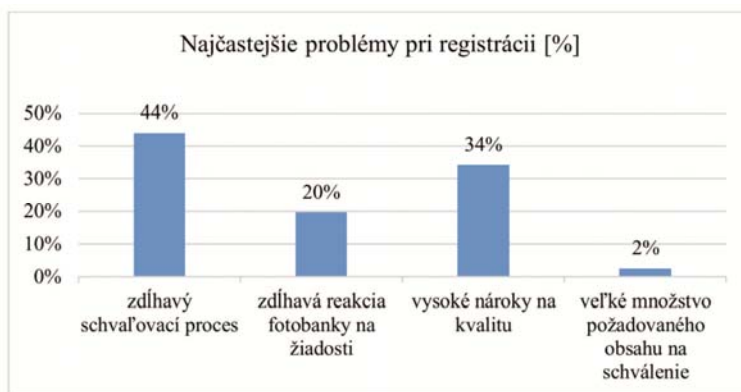 Najčastejšie problémy pri registrácii [%]
50%
40%
30%
20%
10%
0%
44%
20%
34%
2%
zdĺhavý
schvaľovací proces
zdĺhavá reakcia
fotobanky na
žiadosti
vysoké nároky na
kvalitu
veľké množstvo
požadovaného
obsahu na
schválenie